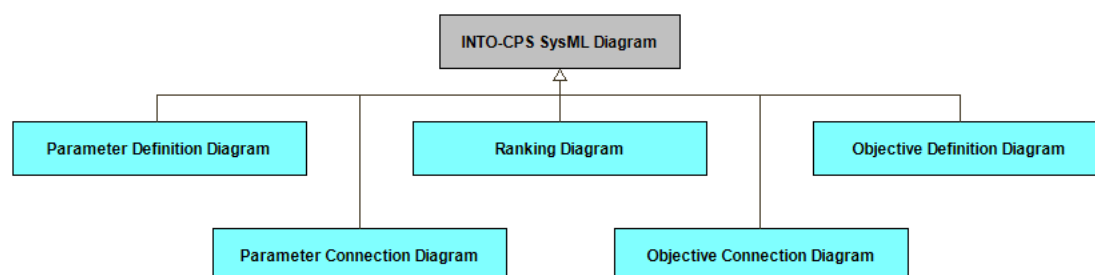 INTO-CPS SysML Diagram
Parameter Definition Diagram
Ranking Diagram
Objective Definition Diagram
Parameter Connection Diagram
Objective Connection Diagram